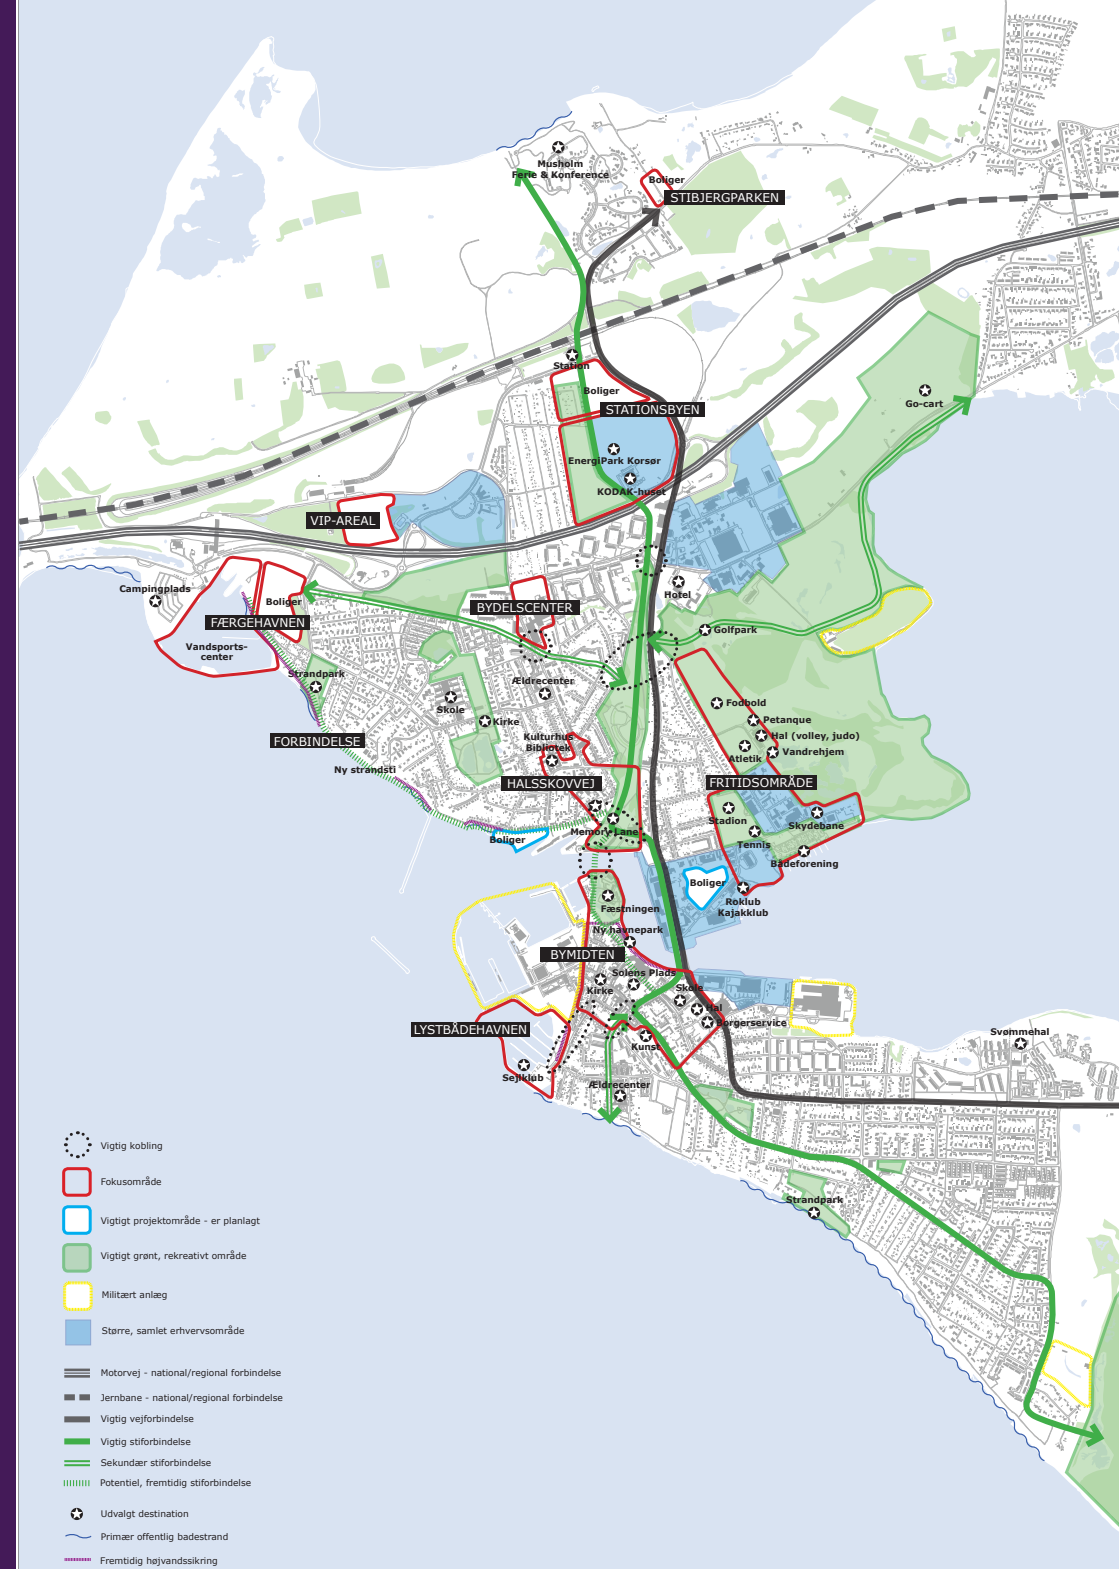 Musholm
Ferie & Konference
Boliger
STIBJERGPARKEN
Station
Boliger
STATIONSBYEN
Go-cart
EnergiPark Korsør
KODAK-huset
VIP-AREAL
Campingplads
Boliger
Hotel
BYDELSCENTER
FÆRGEHAVNEN
Golfpark
Vandsports-
center
Strandpark
Ældrecenter
Skole
Fodbold
Kirke
Petanque
Kulturhus
Bibliotek
Hal (volley, judo)
FORBINDELSE
Atletik
Vandrehjem
Ny strandsti
HALSSKOVVEJ
FRITIDSOMRÅDE
Stadion
Skydebane
Memory Lane
Boliger
Tennis
Bådeforening
Boliger
Roklub
Kajakklub
Fæstningen
Ny havnepark
BYMIDTEN
Solens Plads
Kirke
Skole
Hal
Borgerservice
LYSTBÅDEHAVNEN
Kunst
Svømmehal
Sejlklub
Ældrecenter
Strandpark
Vigtig kobling
Fokusområde
Vigtigt projektområde - er planlagt
Vigtigt grønt, rekreativt område
Militært anlæg
Større, samlet erhvervsområde
Motorvej - national/regional forbindelse
Jernbane - national/regional forbindelse
Vigtig vejforbindelse
Vigtig stiforbindelse
Sekundær stiforbindelse
Potentiel, fremtidig stiforbindelse
Udvalgt destination
Primær offentlig badestrand
Fremtidig højvandssikring